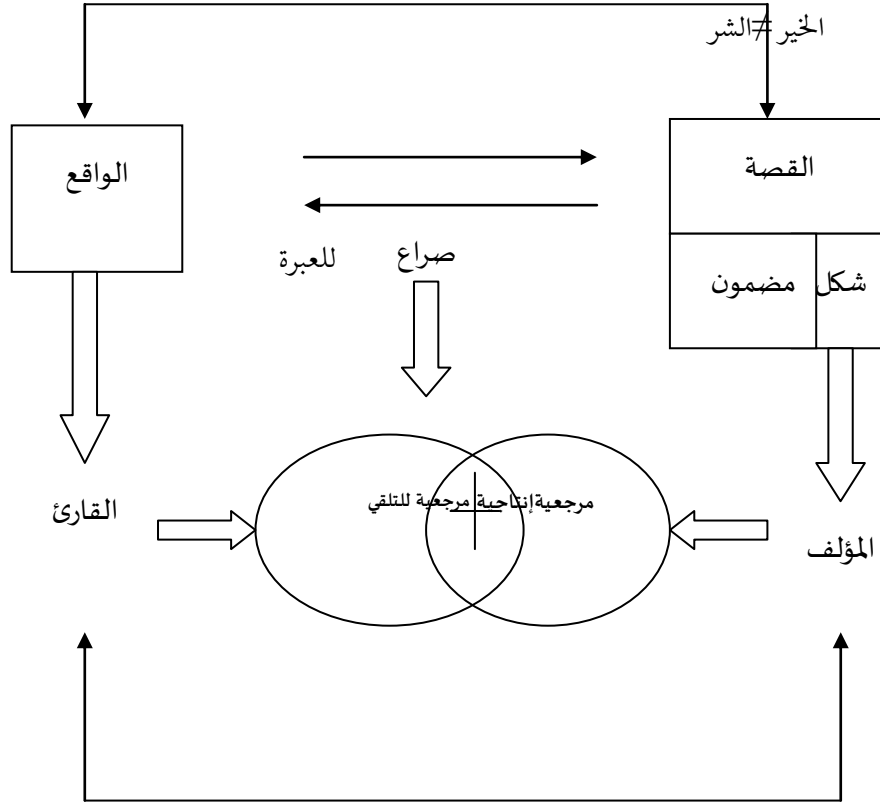 الخير ≠ الشر
القصة
الواقع
صراع
للعبرة
شكل
مضمون
مرجعية إنتاجية
مرجعية للتلقي
القارئ
المؤلف